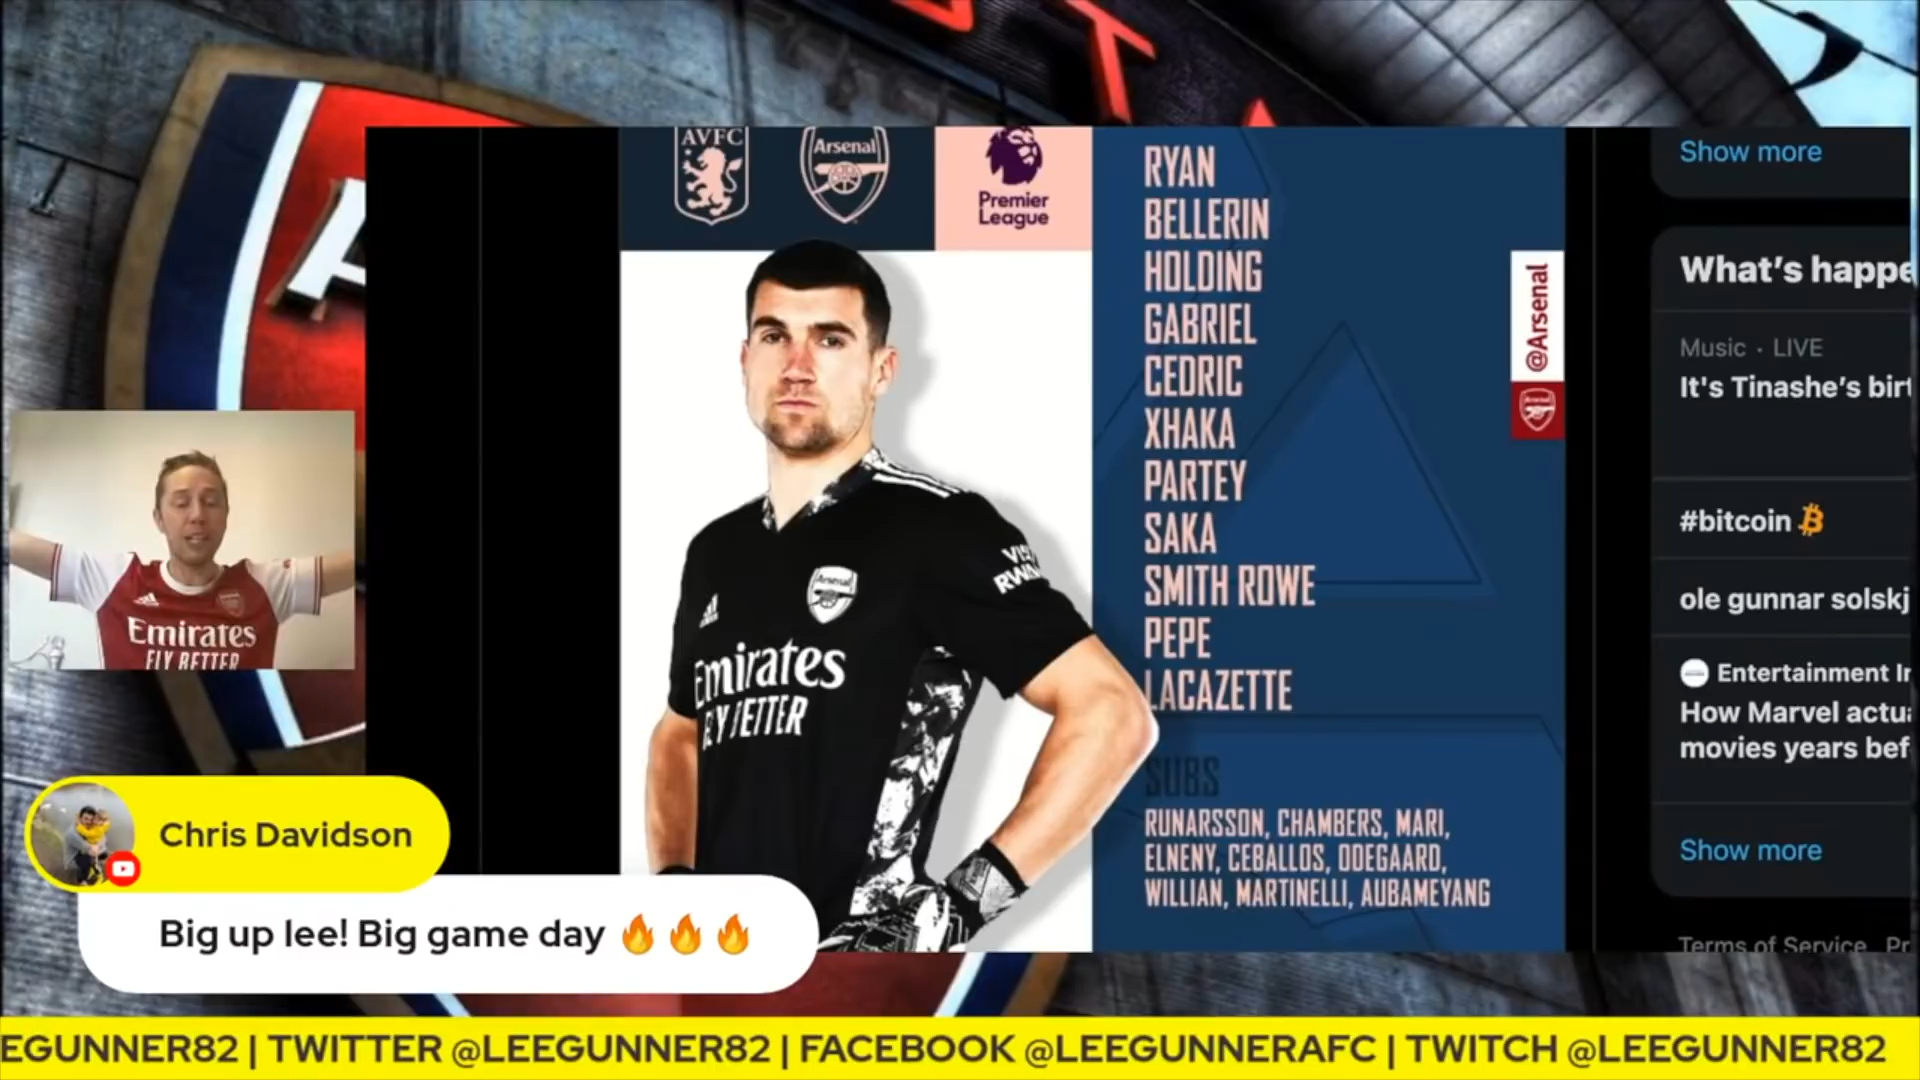 AVFC
Arsenal
Premier
League
RYAN
BELLERIN
HOLDING
GABRIEL
CEDRIC
XHAKA
PARTEY
SAKA
SMITH ROWE
PEPE
LACAZETTE
SUBS
RUNARSSON, CHAMBERS, MARI,
ELNENY, CEBALLOS, ODEGAARD,
WILLIAN, MARTINELLI, AUBAMEYANG
@Arsenal
Arsenal
Arsenal
Emirates
FLY BETTER
Emirates
FLY BETTER
Show more
What's happe
Music · LIVE
It's Tinashe's birt
#bitcoin
ole gunnar solskj
Entertainment
How Marvel actu
movies years bef
Show more
Terms of Service Pr
Chris Davidson
Big up lee! Big game day 🔥🔥🔥
EGUNNER82 | TWITTER @LEEGUNNER82 | FACEBOOK @LEEGUNNERAFC | TWITCH @LEEGUNNER82